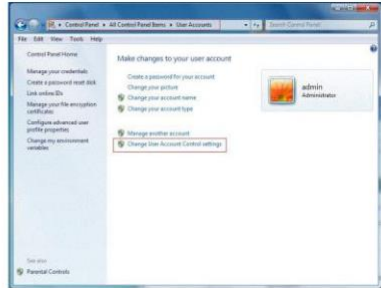 Control Panel ▸ All Control Panel Items ▸ User Accounts ▸
Search Control Panel
File Edit View Tools Help
Control Panel Home
Manage your credentials
Create a password reset disk
Link online IDs
Manage your file encryption
certificates
Configure advanced user
profile properties
Change my environment
variables
See also
Parental Controls
Make changes to your user account
Create a password for your account
Change your picture
Change your account name
Change your account type
Manage another account
Change User Account Control settings
admin
Administrator